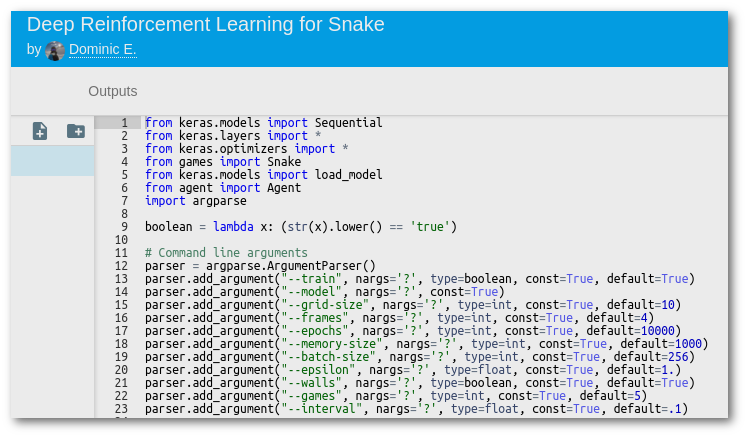 Deep Reinforcement Learning for Snake
by Dominic E.
Outputs
1 from keras.models import Sequential
2 from keras.layers import *
3 from keras.optimizers import *
4 from games import Snake
5 from keras.models import load_model
6 from agent import Agent
7 import argparse
8
9 boolean = lambda x: (str(x).lower() == 'true')
10
11 # Command line arguments
12 parser = argparse.ArgumentParser()
13 parser.add_argument("--train", nargs='?', type=boolean, const=True, default=True)
14 parser.add_argument("--model", nargs='?', const=True)
15 parser.add_argument("--grid-size", nargs='?', type=int, const=True, default=10)
16 parser.add_argument("--frames", nargs='?', type=int, const=True, default=4)
17 parser.add_argument("--epochs", nargs='?', type=int, const=True, default=10000)
18 parser.add_argument("--memory-size", nargs='?', type=int, const=True, default=1000)
19 parser.add_argument("--batch-size", nargs='?', type=int, const=True, default=256)
20 parser.add_argument("--epsilon", nargs='?', type=float, const=True, default=1.)
21 parser.add_argument("--walls", nargs='?', type=boolean, const=True, default=True)
22 parser.add_argument("--games", nargs='?', type=int, const=True, default=5)
23 parser.add_argument("--interval", nargs='?', type=float, const=True, default=.1)